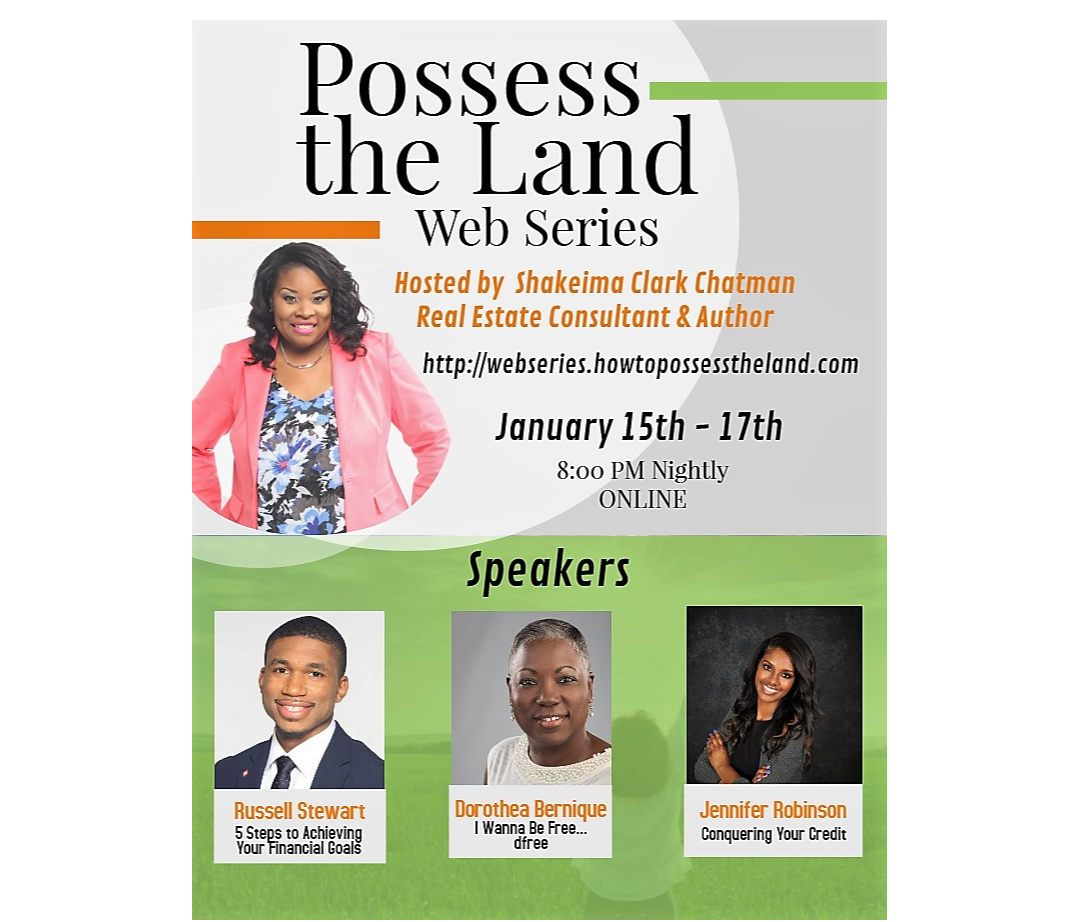 Possess
the Land
Web Series
Hosted by Shakeima Clark Chatman
Real Estate Consultant & Author
http://webseries.howtopossesstheland.com
January 15th - 17th
8:00 PM Nightly
ONLINE
Speakers
Russell Stewart
5 Steps to Achieving
Your Financial Goals
Dorothea Bernique
I Wanna Be Free...
dfree
Jennifer Robinson
Conquering Your Credit